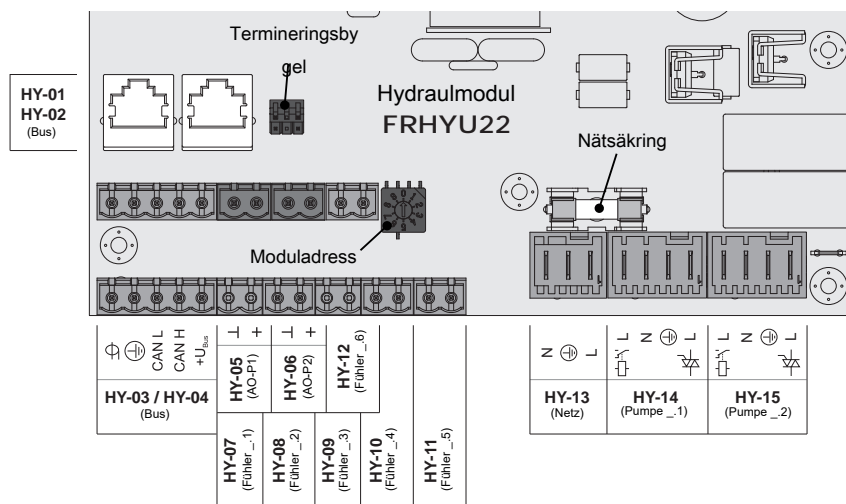 Termineringsby
gel
HY-01
HY-02
(Bus)
Hydraulmodul
FRHYU22
Nätsäkring
Moduladress
CAN L
CAN H
+UBus
⊥ +
⊥ +
HY-03 / HY-04
(Bus)
HY-05
(AO-P1)
HY-06
(AO-P2)
HY-12
(Fühler _.6)
HY-07
(Fühler _.1)
HY-08
(Fühler _.2)
HY-09
(Fühler _.3)
HY-10
(Fühler _.4)
HY-11
(Fühler _.5)
N L
L N L
L N L
HY-13
(Netz)
HY-14
(Pumpe _.1)
HY-15
(Pumpe _.2)